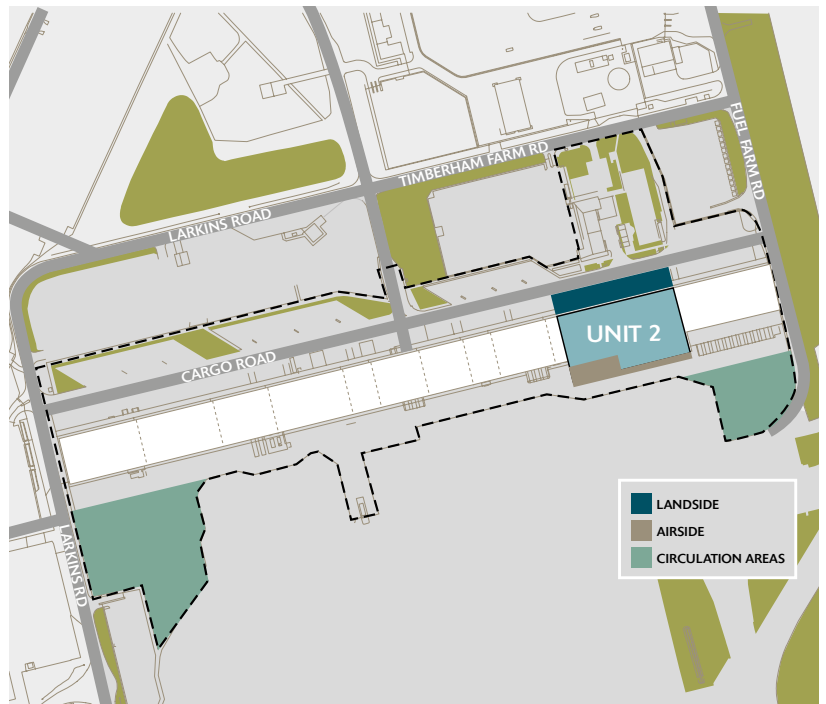 FUEL FARM RD
TIMBERHAM FARM RD
LARKINS ROAD
UNIT 2
CARGO ROAD
LARKINS RD
LANDSIDE
AIRSIDE
CIRCULATION AREAS